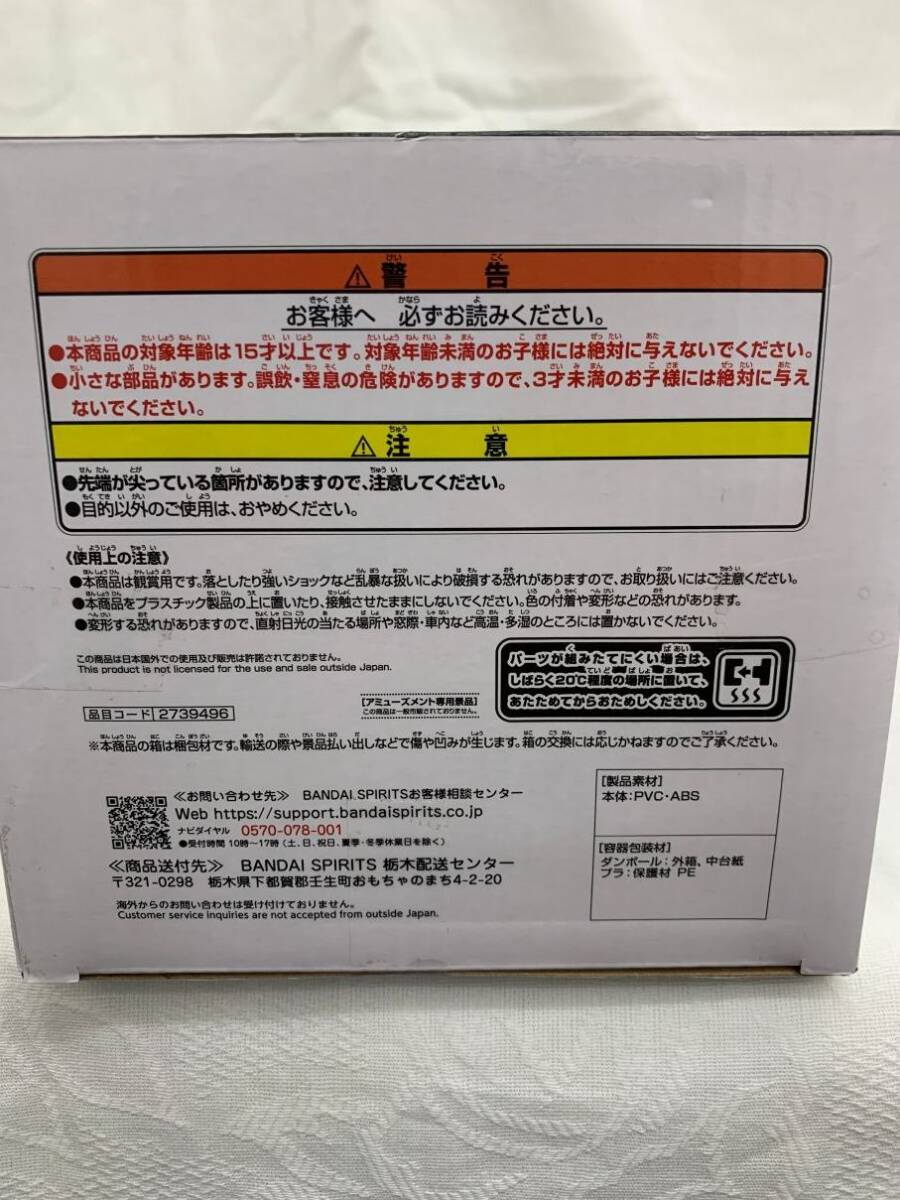 ⚠警告
お客様へ 必ずお読みください。
●本商品の対象年齢は15才以上です。対象年齢未満のお子様には絶対に与えないでください。
●小さな部品があります。誤飲・窒息の危険がありますので、3才未満のお子様には絶対に与え
ないでください。
⚠注意
●先端が尖っている箇所がありますので、注意してください。
●目的以外のご使用は、おやめください。
《使用上の注意》
●本商品は観賞用です。落としたり強いショックなど乱暴な扱いにより破損する恐れがありますので、お取り扱いにはご注意ください。
●本商品をプラスチック製品の上に置いたり、接触させたままにしないでください。色の付着や変形などの恐れがあります。
●変形する恐れがありますので、直射日光の当たる場所や窓際・車内など高温・多湿のところには置かないでください。
この商品は日本国外での使用及び販売は許諾されておりません。
This product is not licensed for the use and sale outside Japan.
パーツが組みたてにくい場合は、
しばらく20℃程度の場所に置いて、
あたためてからおためしください。
品目コード 2739496
[アミューズメント専用景品]
この商品は一般市販されておりません。
※本商品の箱は梱包材です。輸送の際や景品払い出しなどで傷や凹みが生じます。箱の交換には応じかねますのでご了承ください。
≪お問い合わせ先≫ BANDAI SPIRITSお客様相談センター
Web https://support.bandaispirits.co.jp
ナビダイヤル 0570-078-001
●受付時間 10時〜17時(土、日、祝日、夏季・冬季休業日を除く)
≪商品送付先≫ BANDAI SPIRITS 栃木配送センター
〒321-0298 栃木県下都賀郡壬生町おもちゃのまち4-2-20
海外からのお問い合わせは受け付けておりません。
Customer service inquiries are not accepted from outside Japan.
[製品素材]
本体:PVC・ABS
[容器包装材]
ダンボール:外箱、中台紙
プラ:保護材 PE